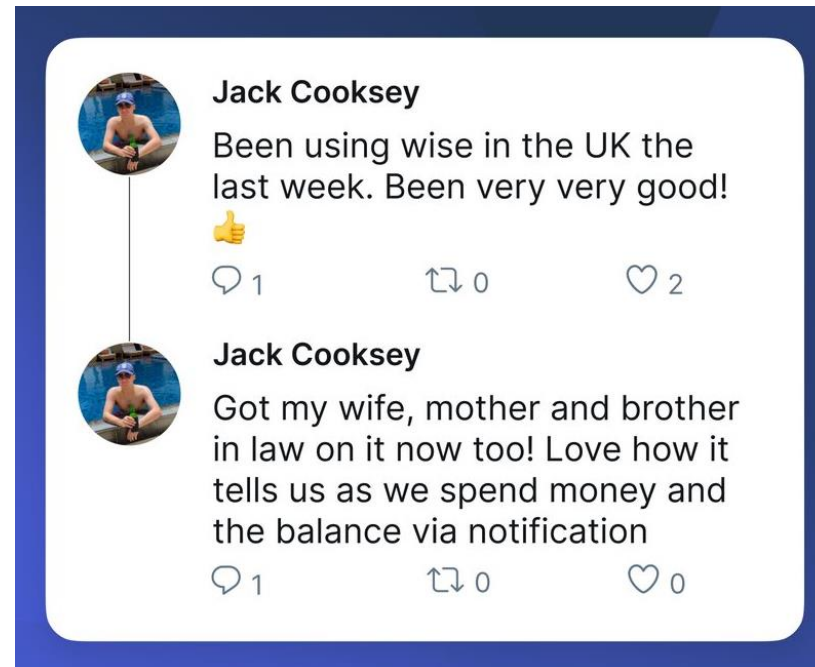 Jack Cooksey
Been using wise in the UK the
last week. Been very very good!
👍
1 0 2
Jack Cooksey
Got my wife, mother and brother
in law on it now too! Love how it
tells us as we spend money and
the balance via notification
1 0 0